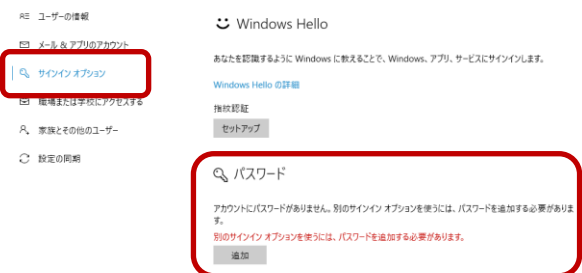 ユーザーの情報
メール & アプリのアカウント
サインイン オプション
職場または学校にアクセスする
家族とその他のユーザー
設定の同期
Windows Hello
あなたを認識するように Windows に教えることで、Windows、アプリ、サービスにサインインします。
Windows Hello の詳細
指紋認証
セットアップ
パスワード
アカウントにパスワードがありません。別のサインイン オプションを使うには、パスワードを追加する必要がありま
す。
別のサインイン オプションを使うには、パスワードを追加する必要があります。
追加